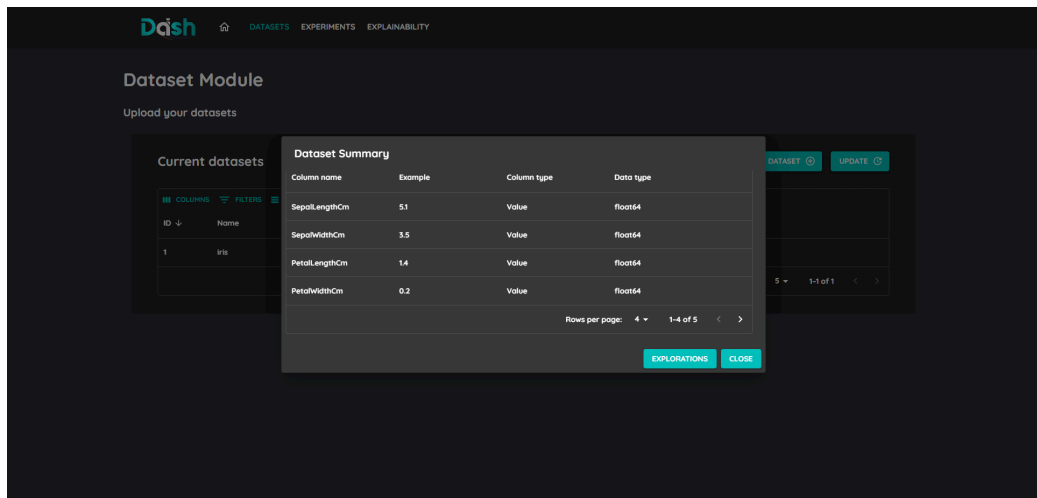 Dash DATASETS EXPERIMENTS EXPLAINABILITY
Dataset Module
Upload your datasets
Current datasets
DATASET
UPDATE
COLUMNS FILTERS
ID Name
1 iris
5 1-1 of 1
Dataset Summary
Column name Example Column type Data type
SepalLengthCm 5.1 Value float64
SepalWidthCm 3.5 Value float64
PetalLengthCm 1.4 Value float64
PetalWidthCm 0.2 Value float64
Rows per page: 4 1-4 of 5
EXPLORATIONS CLOSE